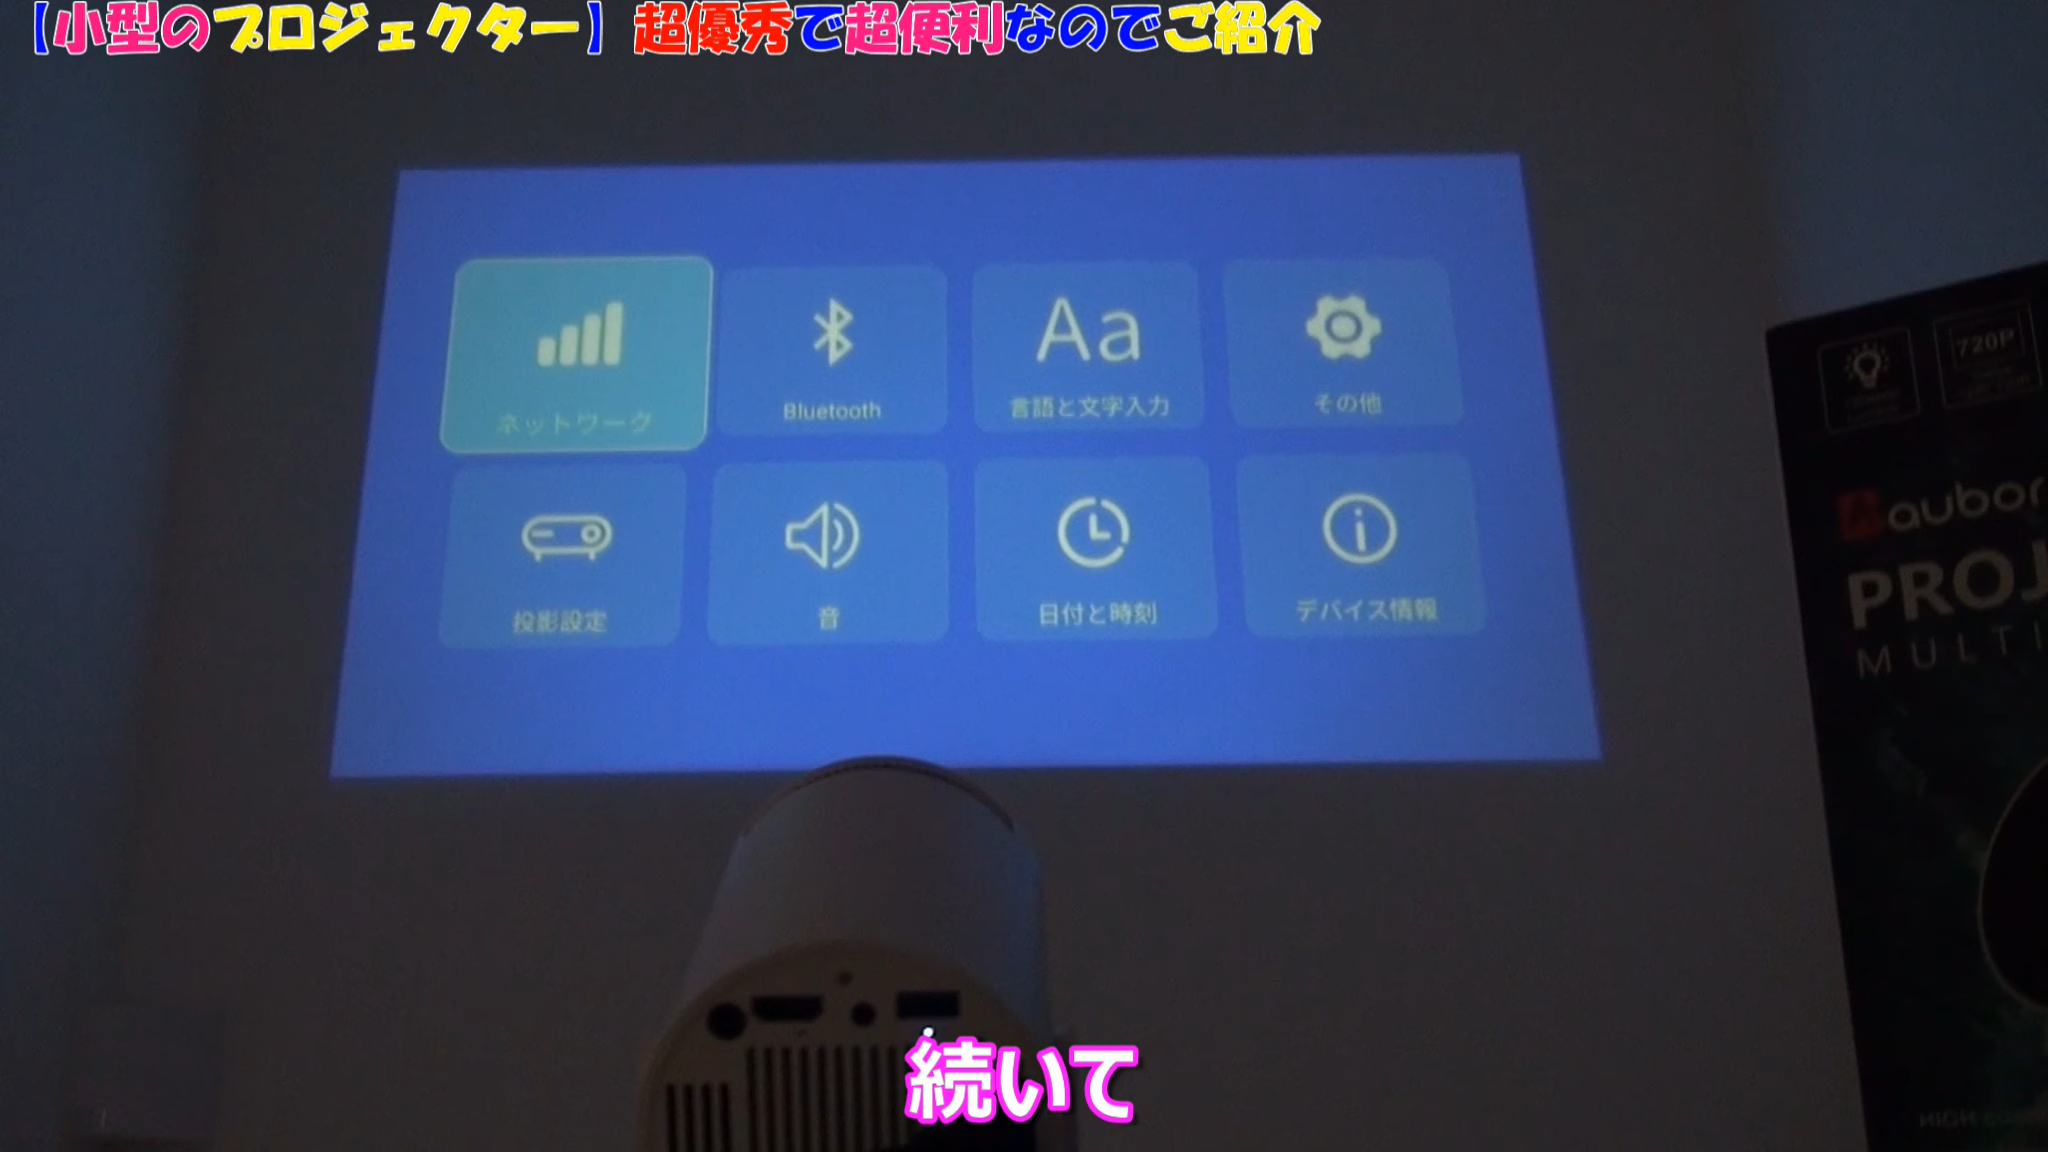 【小型のプロジェクター】超優秀で超便利なのでご紹介
ネットワーク
Bluetooth
Aa
言語と文字入力
その他
投影設定
音
日付と時刻
デバイス情報
720P
aubor
PROJ
MULTI
HIGH
続いて